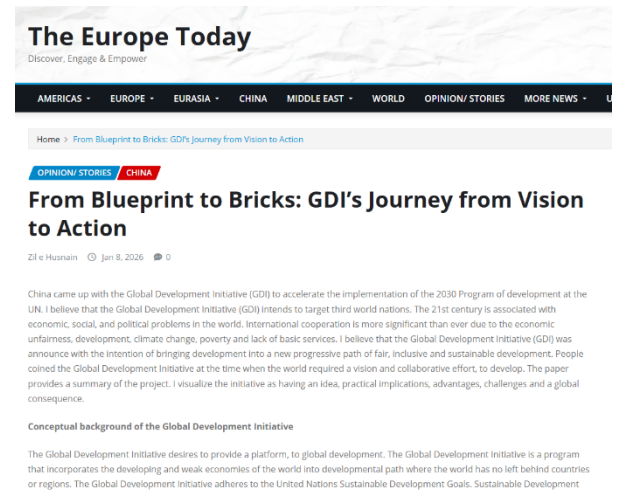 The Europe Today
Discover, Engage & Empower
AMERICAS EUROPE EURASIA CHINA MIDDLE EAST WORLD OPINION/ STORIES MORE NEWS U
Home > From Blueprint to Bricks: GDI's Journey from Vision to Action
OPINION/ STORIES CHINA
From Blueprint to Bricks: GDI's Journey from Vision
to Action
Zil e Husnain Jan 8, 2026 0
China came up with the Global Development Initiative (GDI) to accelerate the implementation of the 2030 Program of development at the
UN. I believe that the Global Development Initiative (GDI) intends to target third world nations. The 21st century is associated with
economic, social, and political problems in the world. International cooperation is more significant than ever due to the economic
unfairness, development, climate change, poverty and lack of basic services. I believe that the Global Development Initiative (GDI) was
announce with the intention of bringing development into a new progressive path of fair, inclusive and sustainable development. People
coined the Global Development Initiative at the time when the world required a vision and collaborative effort, to develop. The paper
provides a summary of the project. I visualize the initiative as having an idea, practical implications, advantages, challenges and a global
consequence.
Conceptual background of the Global Development Initiative
The Global Development Initiative desires to provide a platform, to global development. The Global Development Initiative is a program
that incorporates the developing and weak economies of the world into developmental path where the world has no left behind countries
or regions. The Global Development Initiative adheres to the United Nations Sustainable Development Goals. Sustainable Development